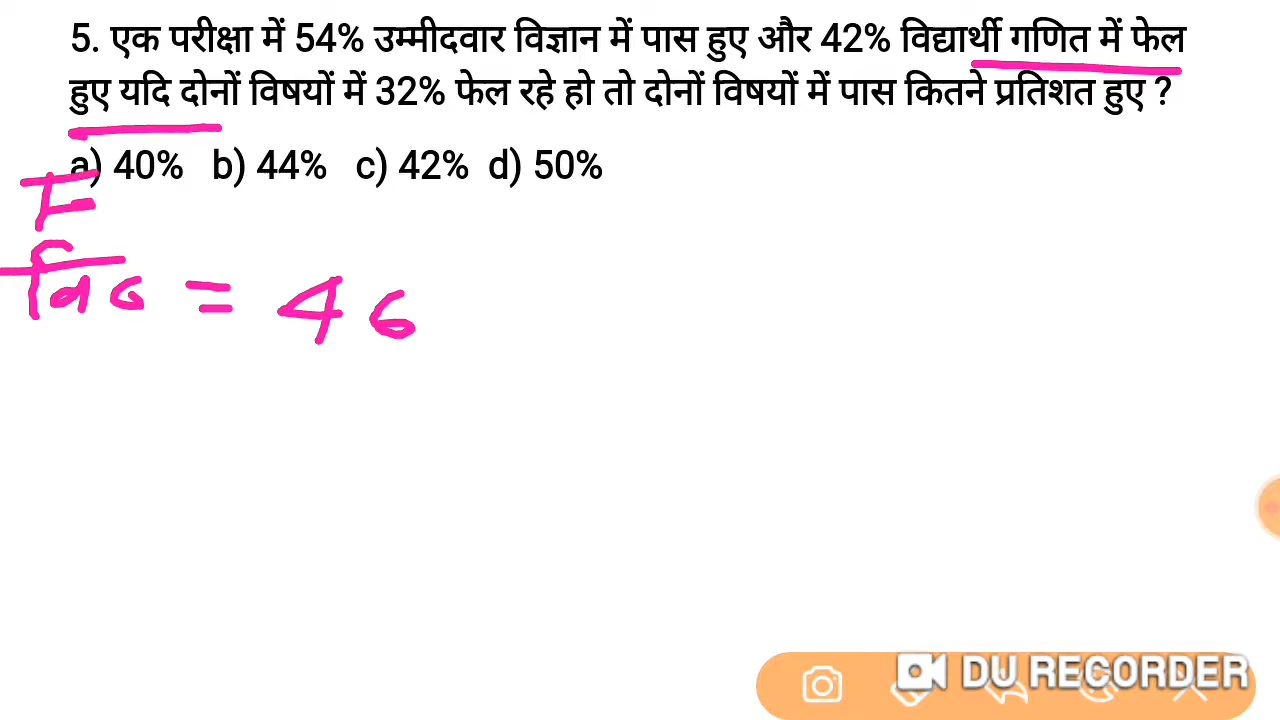 5. एक परीक्षा में 54% उम्मीदवार विज्ञान में पास हुए और 42% विद्यार्थी गणित में फेल
हुए यदि दोनों विषयों में 32% फेल रहे हो तो दोनों विषयों में पास कितने प्रतिशत हुए ?
a) 40% b) 44% c) 42% d) 50%
F
वि० = 46
DU RECORDER